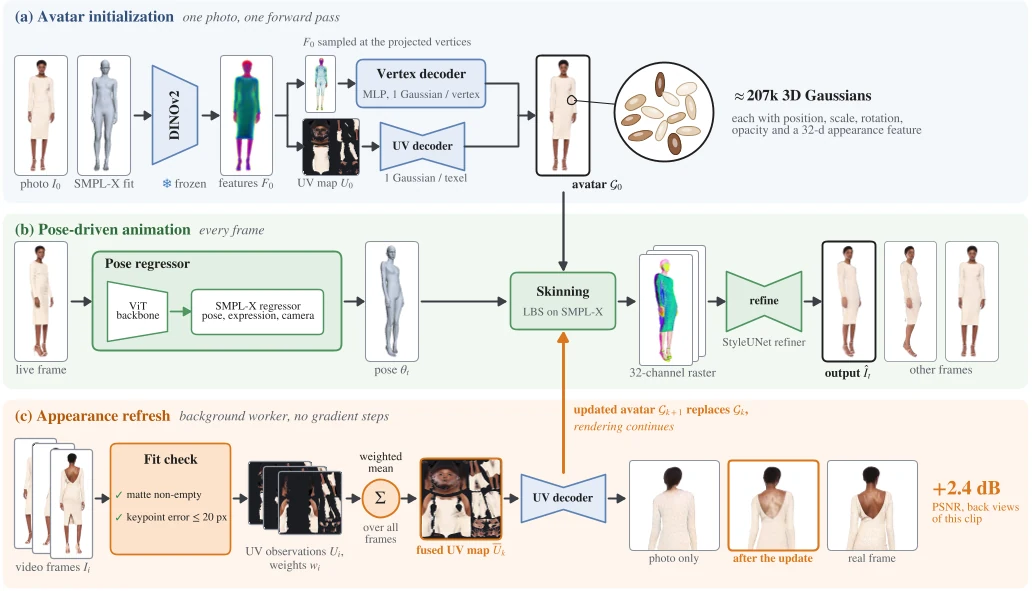 (a) Avatar initialization one photo, one forward pass
F₀ sampled at the projected vertices
DINOv2
Vertex decoder
MLP, 1 Gaussian / vertex
UV decoder
1 Gaussian / texel
photo I₀
SMPL-X fit
❄ frozen
features F₀
UV map U₀
avatar 𝒢₀
≈ 207k 3D Gaussians
each with position, scale, rotation,
opacity and a 32-d appearance feature
(b) Pose-driven animation every frame
Pose regressor
ViT
backbone
SMPL-X regressor
pose, expression, camera
live frame
pose θₜ
Skinning
LBS on SMPL-X
32-channel raster
refine
StyleUNet refiner
output Îₜ
other frames
(c) Appearance refresh background worker, no gradient steps
updated avatar 𝒢ₖ₊₁ replaces 𝒢ₖ,
rendering continues
Fit check
✓ matte non-empty
✓ keypoint error ≤ 20 px
video frames Iᵢ
UV observations Uᵢ,
weights wᵢ
weighted
mean
Σ
over all
frames
fused UV map U̅ₖ
UV decoder
photo only
after the update
real frame
+2.4 dB
PSNR, back views
of this clip